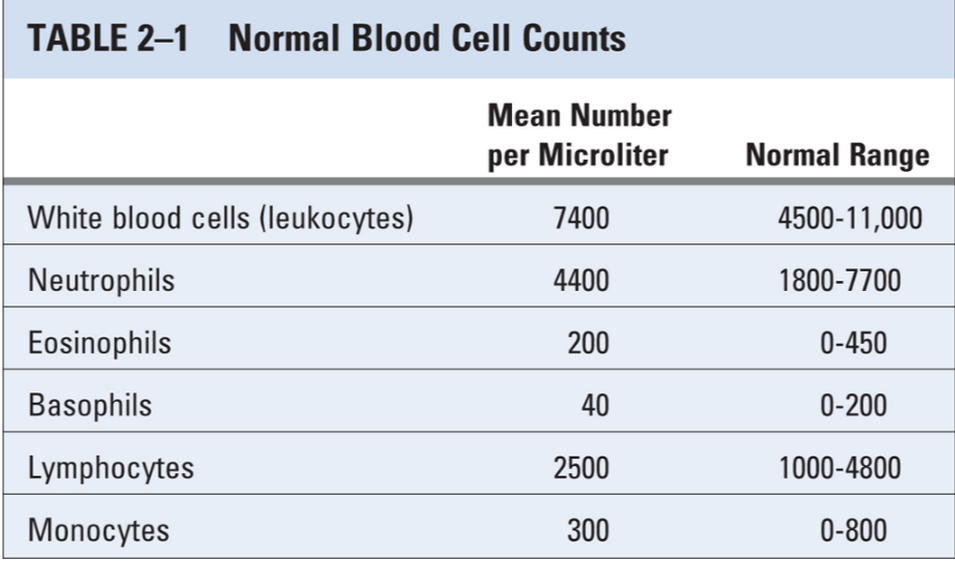 TABLE 2–1 Normal Blood Cell Counts
Mean Number
per Microliter Normal Range
White blood cells (leukocytes) 7400 4500-11,000
Neutrophils 4400 1800-7700
Eosinophils 200 0-450
Basophils 40 0-200
Lymphocytes 2500 1000-4800
Monocytes 300 0-800